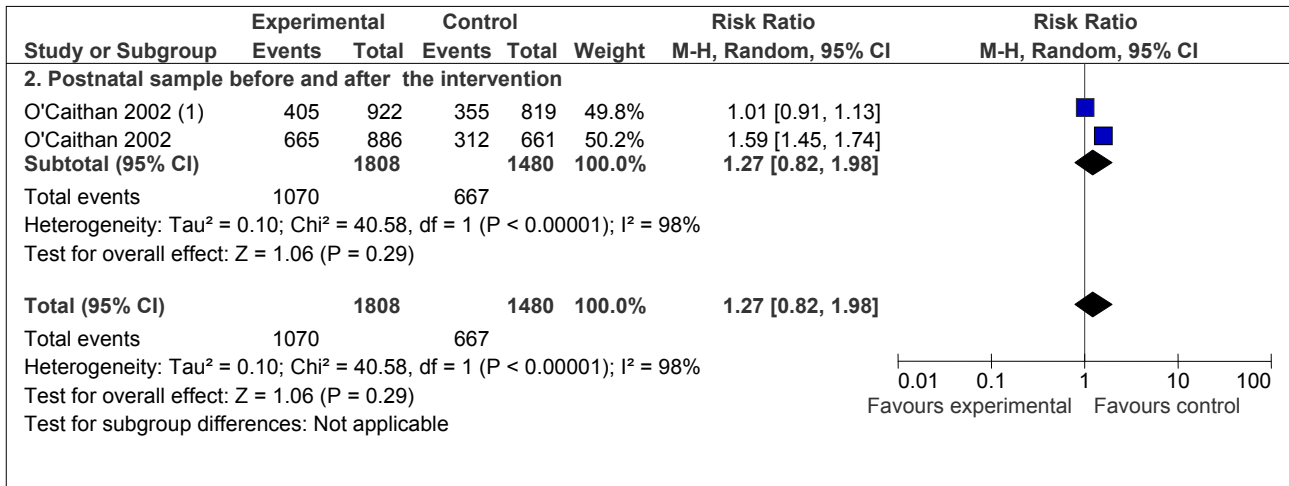 Experimental Control Risk Ratio Risk Ratio
Study or Subgroup Events Total Events Total Weight M-H, Random, 95% CI M-H, Random, 95% CI
2. Postnatal sample before and after the intervention
O'Caithan 2002 (1) 405 922 355 819 49.8% 1.01 [0.91, 1.13]
O'Caithan 2002 665 886 312 661 50.2% 1.59 [1.45, 1.74]
Subtotal (95% CI) 1808 1480 100.0% 1.27 [0.82, 1.98]
Total events 1070 667
Heterogeneity: Tau² = 0.10; Chi² = 40.58, df = 1 (P < 0.00001); I² = 98%
Test for overall effect: Z = 1.06 (P = 0.29)
Total (95% CI) 1808 1480 100.0% 1.27 [0.82, 1.98]
Total events 1070 667
Heterogeneity: Tau² = 0.10; Chi² = 40.58, df = 1 (P < 0.00001); I² = 98%
Test for overall effect: Z = 1.06 (P = 0.29)
Test for subgroup differences: Not applicable
0.01 0.1 1 10 100
Favours experimental Favours control